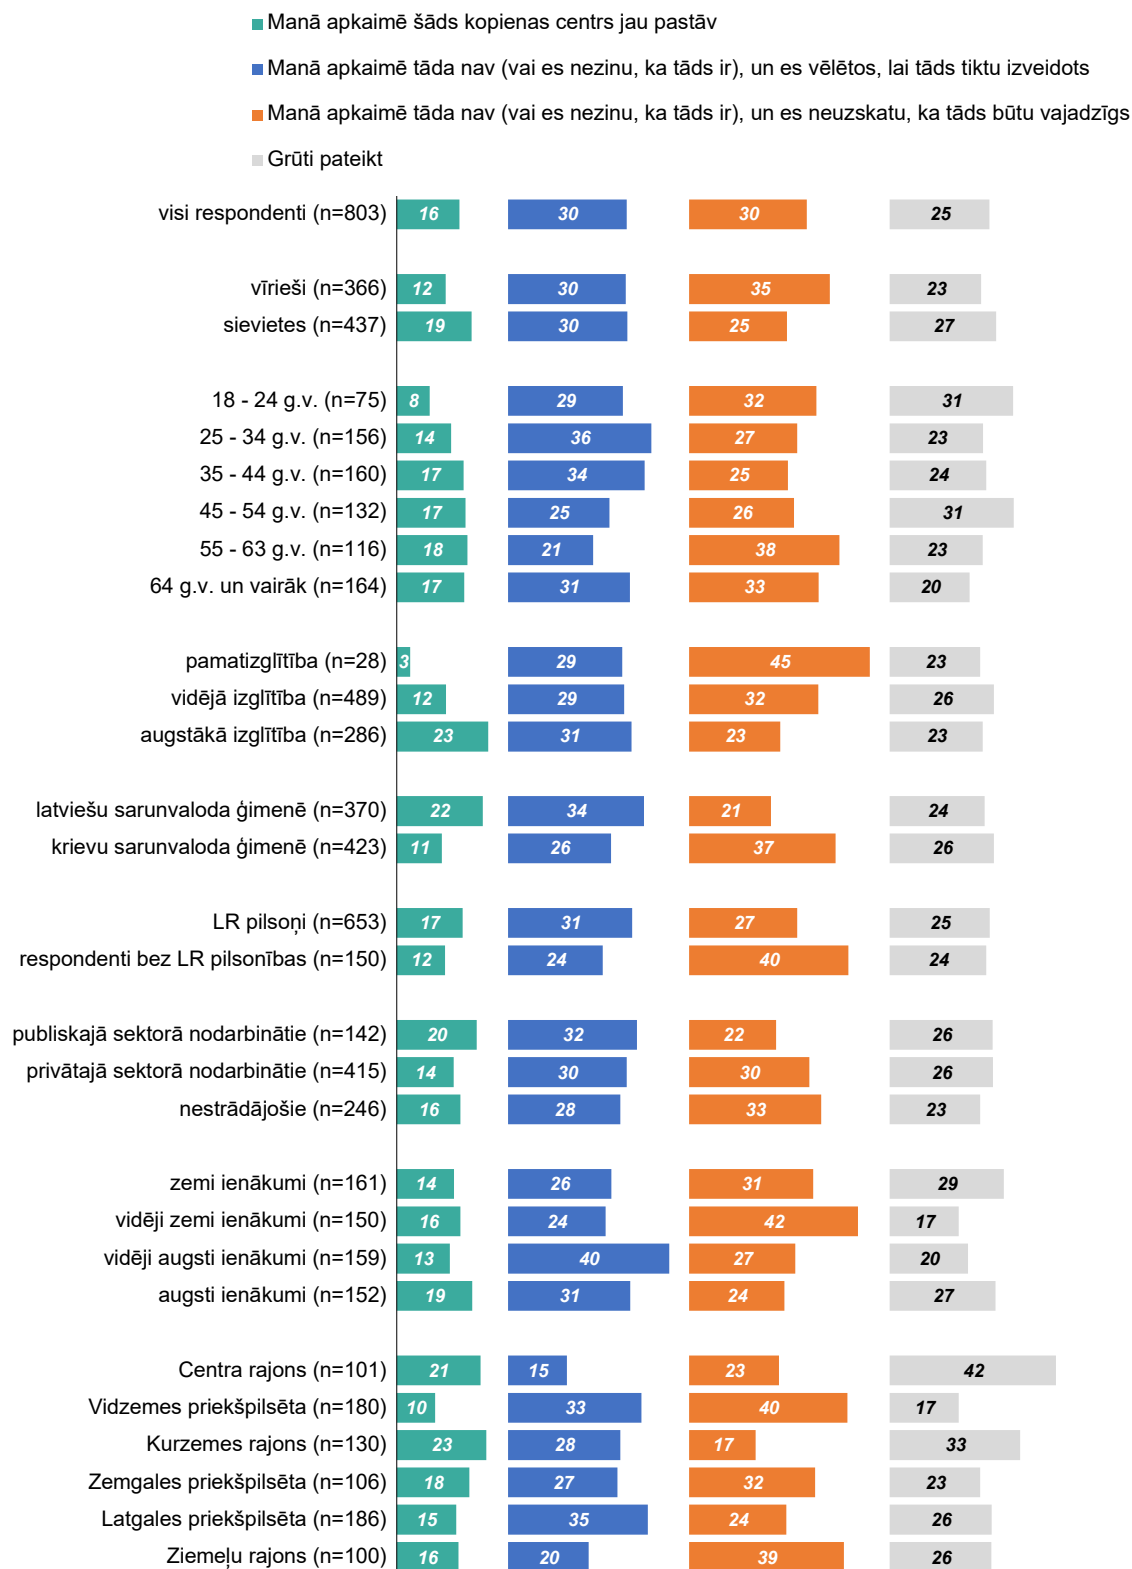 Manā apkaimē šāds kopienas centrs jau pastāv
Manā apkaimē tāda nav (vai es nezinu, ka tāds ir), un es vēlētos, lai tāds tiktu izveidots
Manā apkaimē tāda nav (vai es nezinu, ka tāds ir), un es neuzskatu, ka tāds būtu vajadzīgs
Grūti pateikt
visi respondenti (n=803) 16 30 30 25
vīrieši (n=366) 12 30 35 23
sievietes (n=437) 19 30 25 27
18 - 24 g.v. (n=75) 8 29 32 31
25 - 34 g.v. (n=156) 14 36 27 23
35 - 44 g.v. (n=160) 17 34 25 24
45 - 54 g.v. (n=132) 17 25 26 31
55 - 63 g.v. (n=116) 18 21 38 23
64 g.v. un vairāk (n=164) 17 31 33 20
pamatizglītība (n=28) 3 29 45 23
vidējā izglītība (n=489) 12 29 32 26
augstākā izglītība (n=286) 23 31 23 23
latviešu sarunvaloda ģimenē (n=370) 22 34 21 24
krievu sarunvaloda ģimenē (n=423) 11 26 37 26
LR pilsoņi (n=653) 17 31 27 25
respondenti bez LR pilsonības (n=150) 12 24 40 24
publiskajā sektorā nodarbinātie (n=142) 20 32 22 26
privātajā sektorā nodarbinātie (n=415) 14 30 30 26
nestrādājošie (n=246) 16 28 33 23
zemi ienākumi (n=161) 14 26 31 29
vidēji zemi ienākumi (n=150) 16 24 42 17
vidēji augsti ienākumi (n=159) 13 40 27 20
augsti ienākumi (n=152) 19 31 24 27
Centra rajons (n=101) 21 15 23 42
Vidzemes priekšpilsēta (n=180) 10 33 40 17
Kurzemes rajons (n=130) 23 28 17 33
Zemgales priekšpilsēta (n=106) 18 27 32 23
Latgales priekšpilsēta (n=186) 15 35 24 26
Ziemeļu rajons (n=100) 16 20 39 26